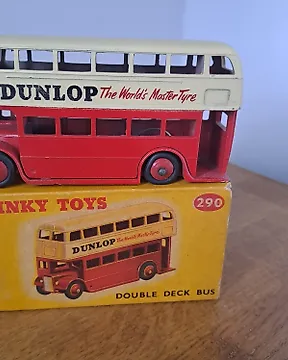 DUNLOP The World's Master Tyre
INKY TOYS
290
DUNLOP The World's Master Tyre
DOUBLE DECK BUS